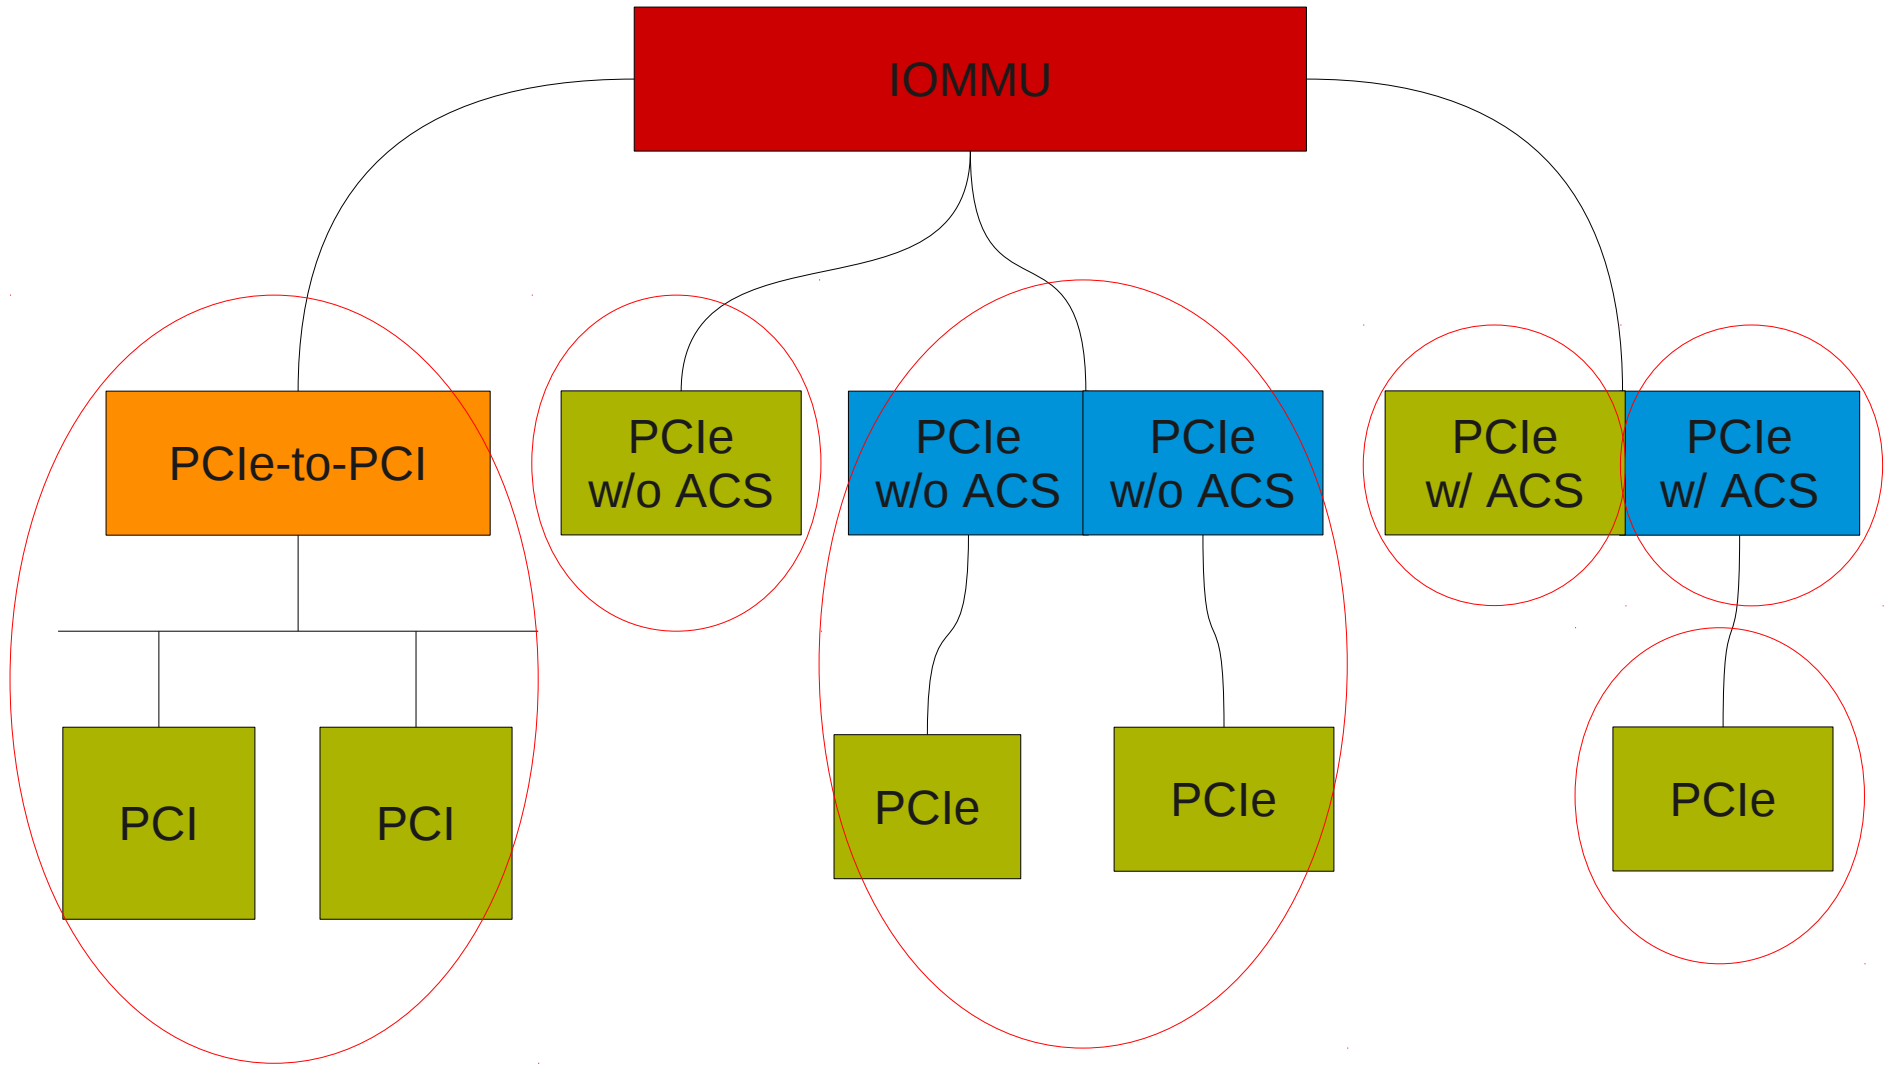 IOMMU
PCIe-to-PCI
PCIe
w/o ACS
PCIe
w/o ACS
PCIe
w/o ACS
PCIe
w/ ACS
PCIe
w/ ACS
PCI
PCI
PCIe
PCIe
PCIe